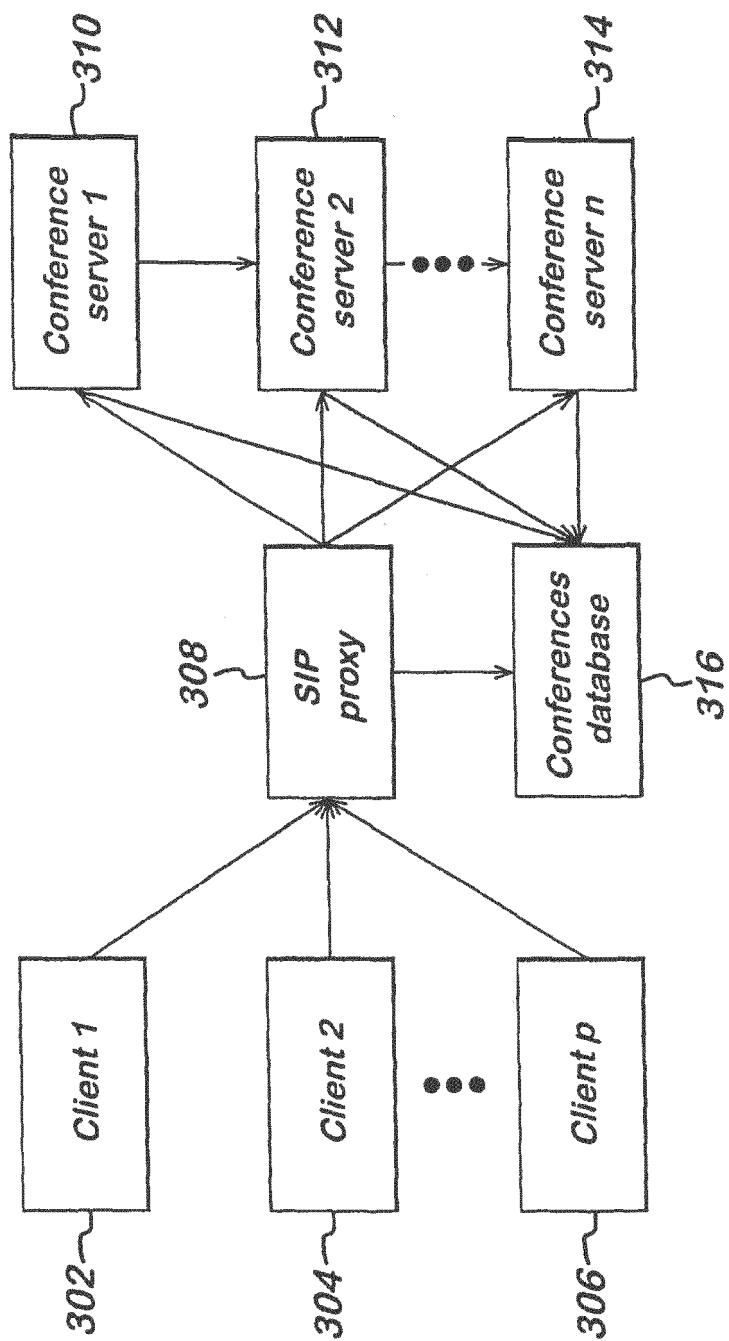 302
Client 1
304
Client 2
306
Client p
308
SIP
proxy
Conferences
database
316
Conference
server 1
310
Conference
server 2
312
Conference
server n
314